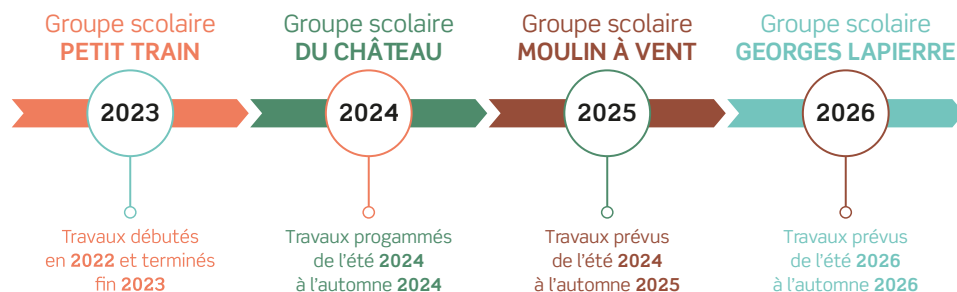 Groupe scolaire
PETIT TRAIN
2023
Travaux débutés
en 2022 et terminés
fin 2023
Groupe scolaire
DU CHÂTEAU
2024
Travaux progammés
de l'été 2024
à l'automne 2024
Groupe scolaire
MOULIN À VENT
2025
Travaux prévus
de l'été 2024
à l'automne 2025
Groupe scolaire
GEORGES LAPIERRE
2026
Travaux prévus
de l'été 2026
à l'automne 2026